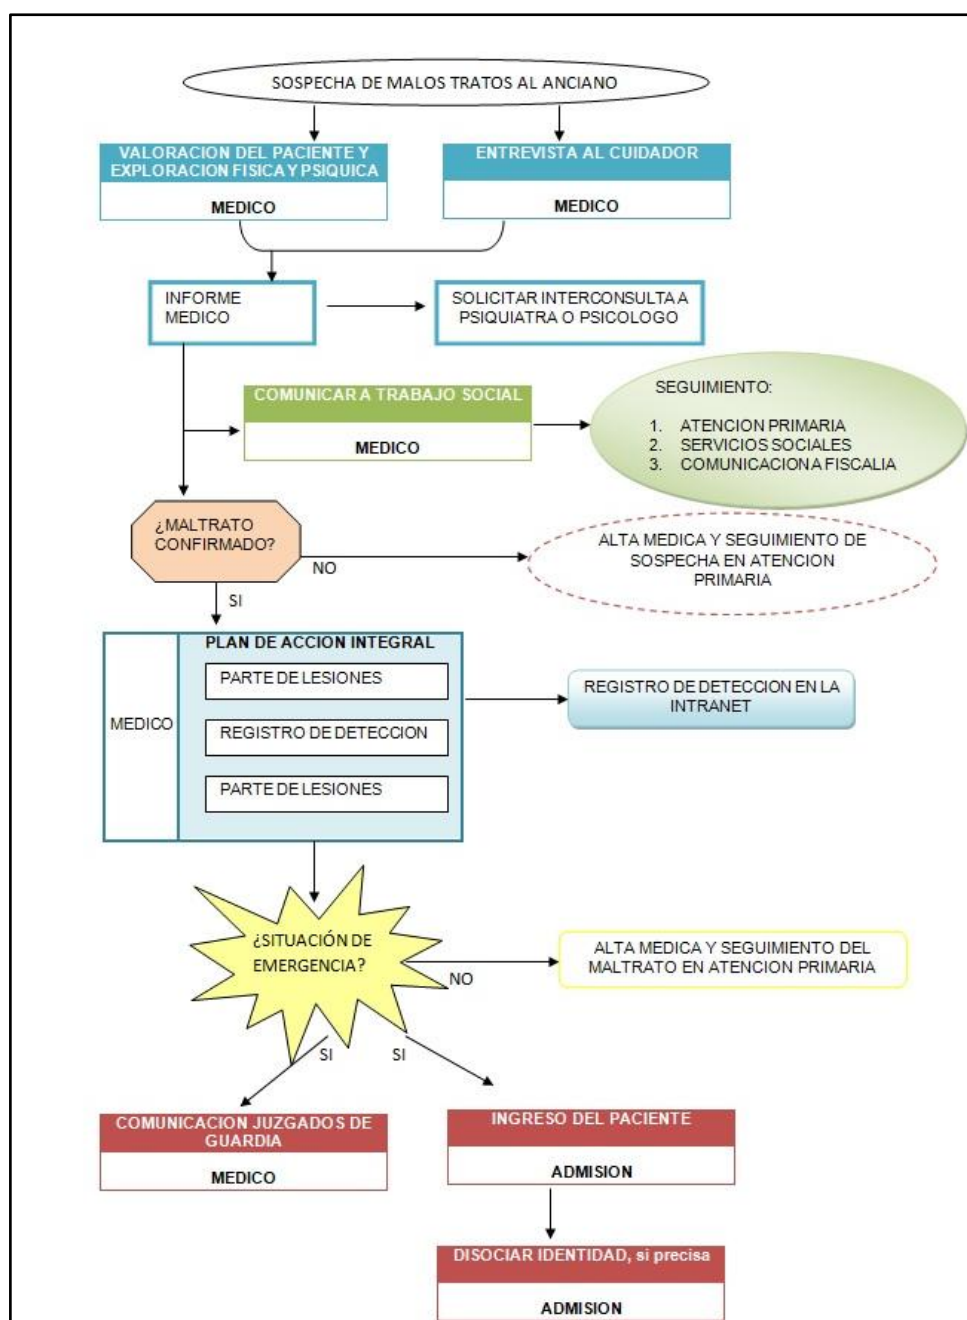 SOSPECHA DE MALOS TRATOS AL ANCIANO
VALORACION DEL PACIENTE Y
EXPLORACION FISICA Y PSIQUICA
MEDICO
ENTREVISTA AL CUIDADOR
MEDICO
INFORME
MEDICO
SOLICITAR INTERCONSULTA A
PSIQUIATRA O PSICOLOGO
COMUNICAR A TRABAJO SOCIAL
MEDICO
SEGUIMIENTO:
1. ATENCION PRIMARIA
2. SERVICIOS SOCIALES
3. COMUNICACION A FISCALIA
¿MALTRATO
CONFIRMADO?
NO
ALTA MEDICA Y SEGUIMIENTO DE
SOSPECHA EN ATENCION
PRIMARIA
SI
MEDICO
PLAN DE ACCION INTEGRAL
PARTE DE LESIONES
REGISTRO DE DETECCION
PARTE DE LESIONES
REGISTRO DE DETECCION EN LA
INTRANET
¿SITUACIÓN DE
EMERGENCIA?
NO
ALTA MEDICA Y SEGUIMIENTO DEL
MALTRATO EN ATENCION PRIMARIA
SI
SI
COMUNICACION JUZGADOS DE
GUARDIA
MEDICO
INGRESO DEL PACIENTE
ADMISION
DISOCIAR IDENTIDAD, si precisa
ADMISION